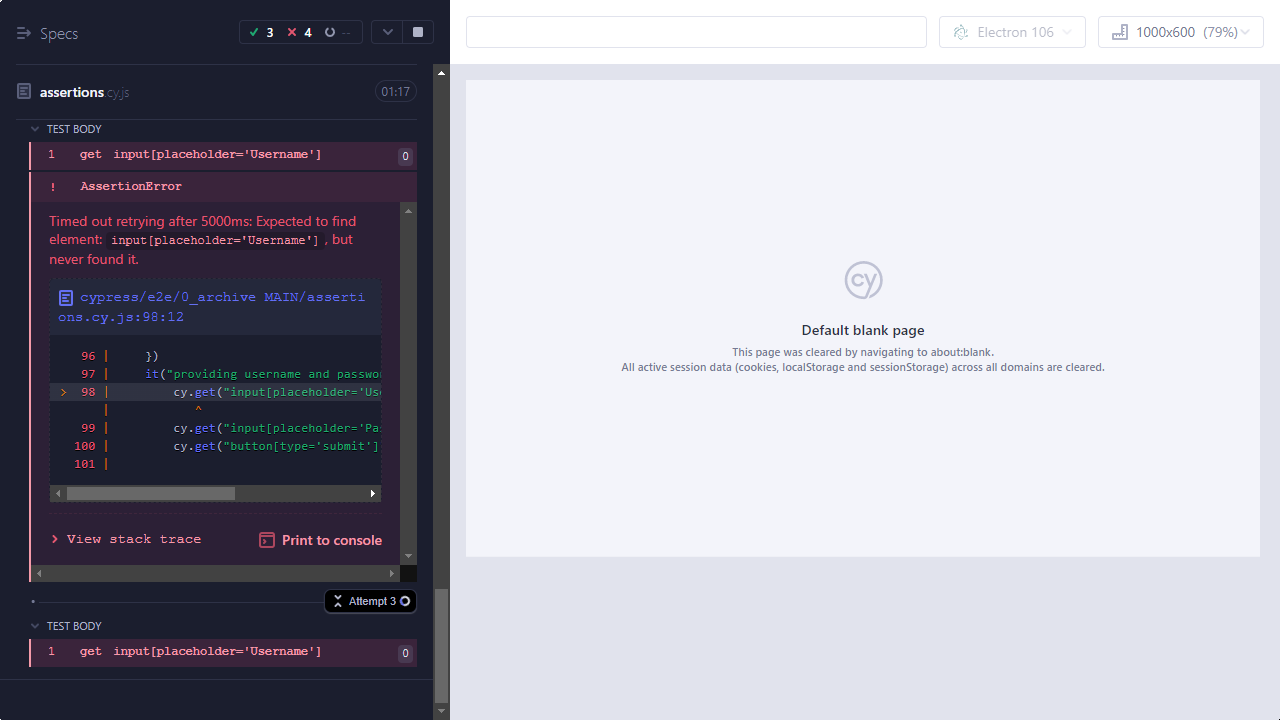 Specs
3 4 --
Electron 106
1000x600 (79%)
assertions.cy.js
01:17
TEST BODY
1 get input[placeholder='Username'] 0
! AssertionError
Timed out retrying after 5000ms: Expected to find
element: input[placeholder='Username'] , but
never found it.
cypress/e2e/0_archive MAIN/asserti
ons.cy.js:98:12
96 | })
97 | it("providing username and passwo
> 98 | cy.get("input[placeholder='Use
| ^
99 | cy.get("input[placeholder='Pa
100 | cy.get("button[type='submit']
101 |
> View stack trace
Print to console
Attempt 3
TEST BODY
1 get input[placeholder='Username'] 0
cy
Default blank page
This page was cleared by navigating to about:blank.
All active session data (cookies, localStorage and sessionStorage) across all domains are cleared.